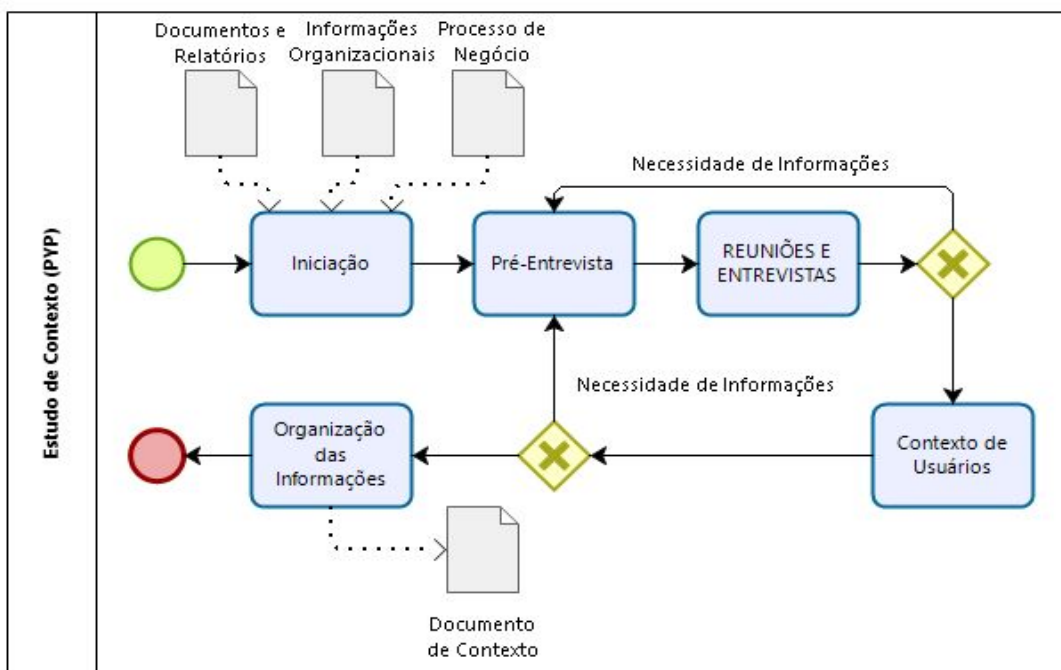 Estudo de Contexto (PYP)
Documentos e
Relatórios
Informações
Organizacionais
Processo de
Negócio
Necessidade de Informações
Iniciação
Pré-Entrevista
REUNIÕES E
ENTREVISTAS
Necessidade de Informações
Organização
das
Informações
Contexto de
Usuários
Documento
de Contexto